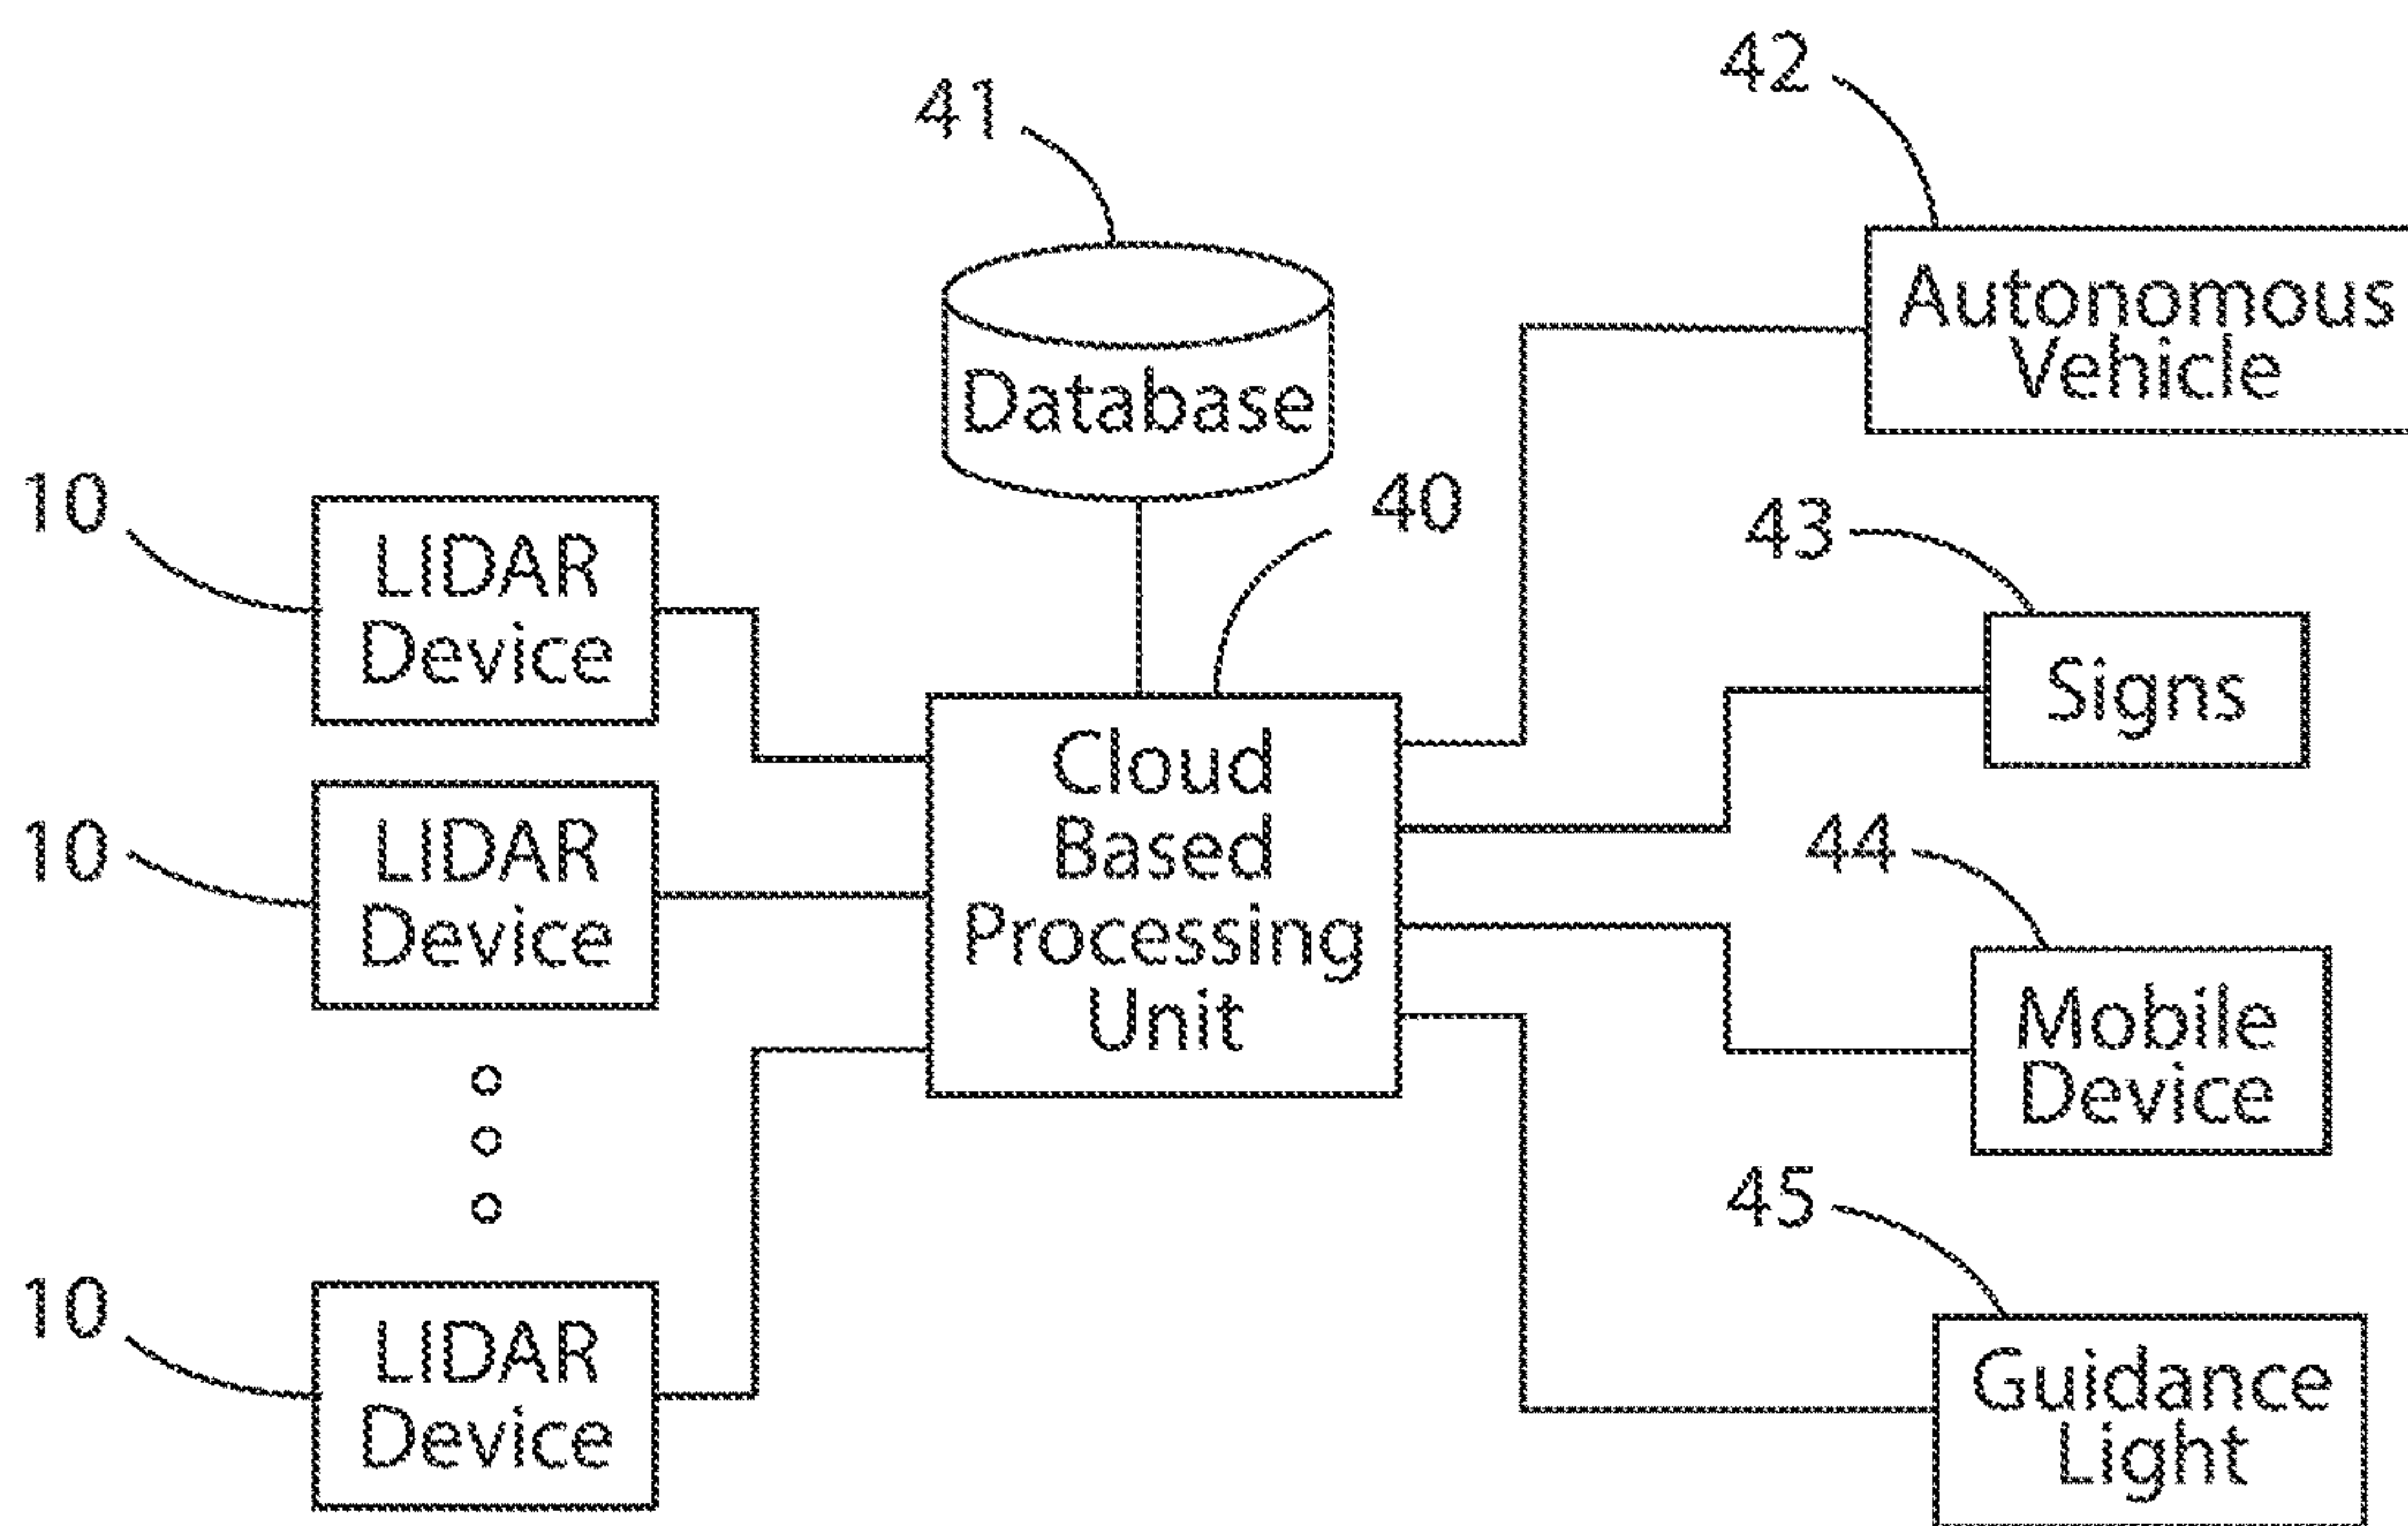 41
Database
40
10
LIDAR
Device
10
LIDAR
Device
10
LIDAR
Device
Cloud
Based
Processing
Unit
42
Autonomous
Vehicle
43
Signs
44
Mobile
Device
45
Guidance
Light